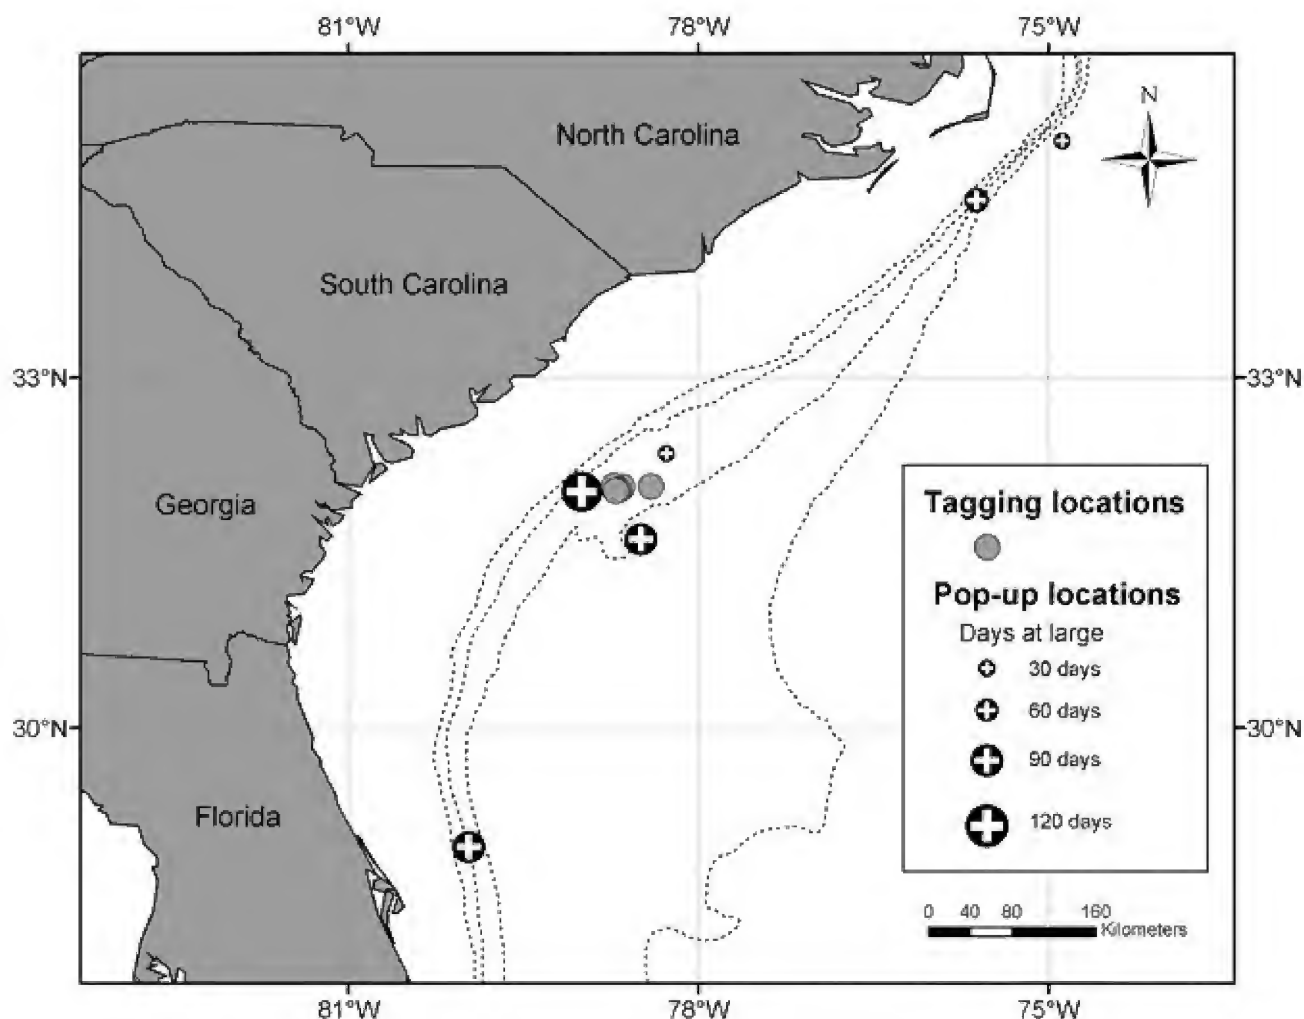 81°W 78°W 75°W
N
North Carolina
South Carolina
33°N 33°N
Georgia
Tagging locations
Pop-up locations
Days at large
30 days
60 days
30°N 30°N
90 days
Florida
120 days
0 40 80 160
Kilometers
81°W 78°W 75°W